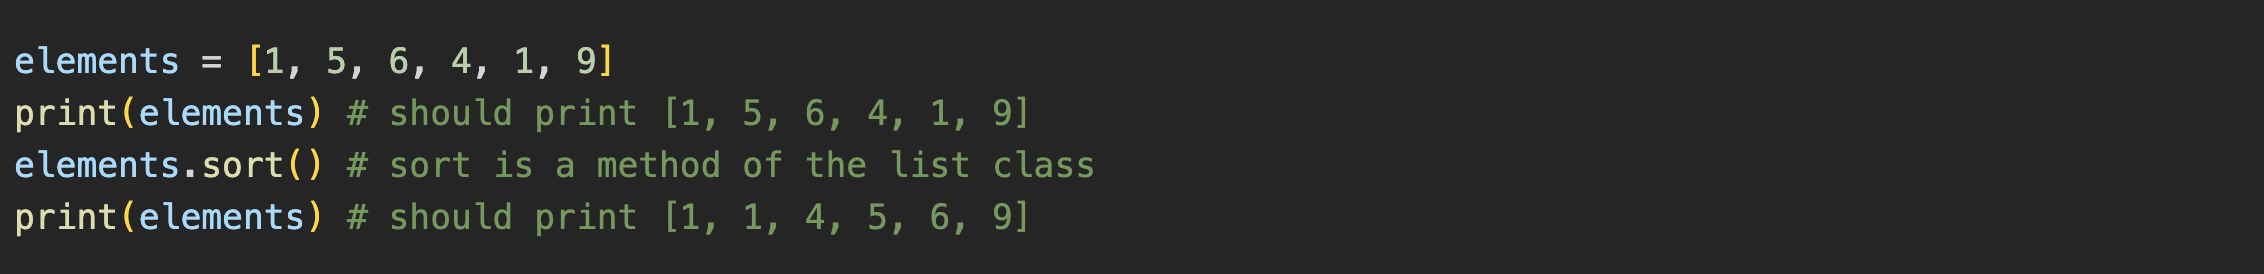 elements = [1, 5, 6, 4, 1, 9]
print(elements) # should print [1, 5, 6, 4, 1, 9]
elements.sort() # sort is a method of the list class
print(elements) # should print [1, 1, 4, 5, 6, 9]